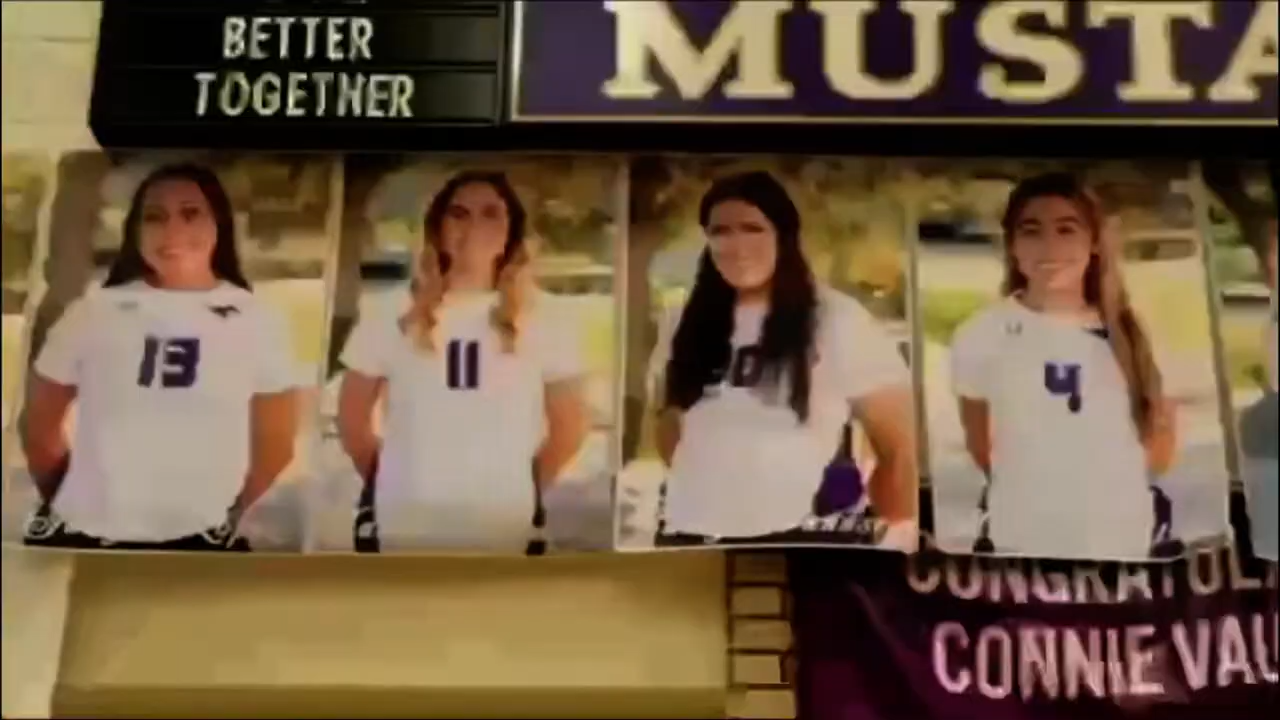 BETTER
TOGETHER
MUSTA
13
11
4
CONGRATUL
CONNIE VAU